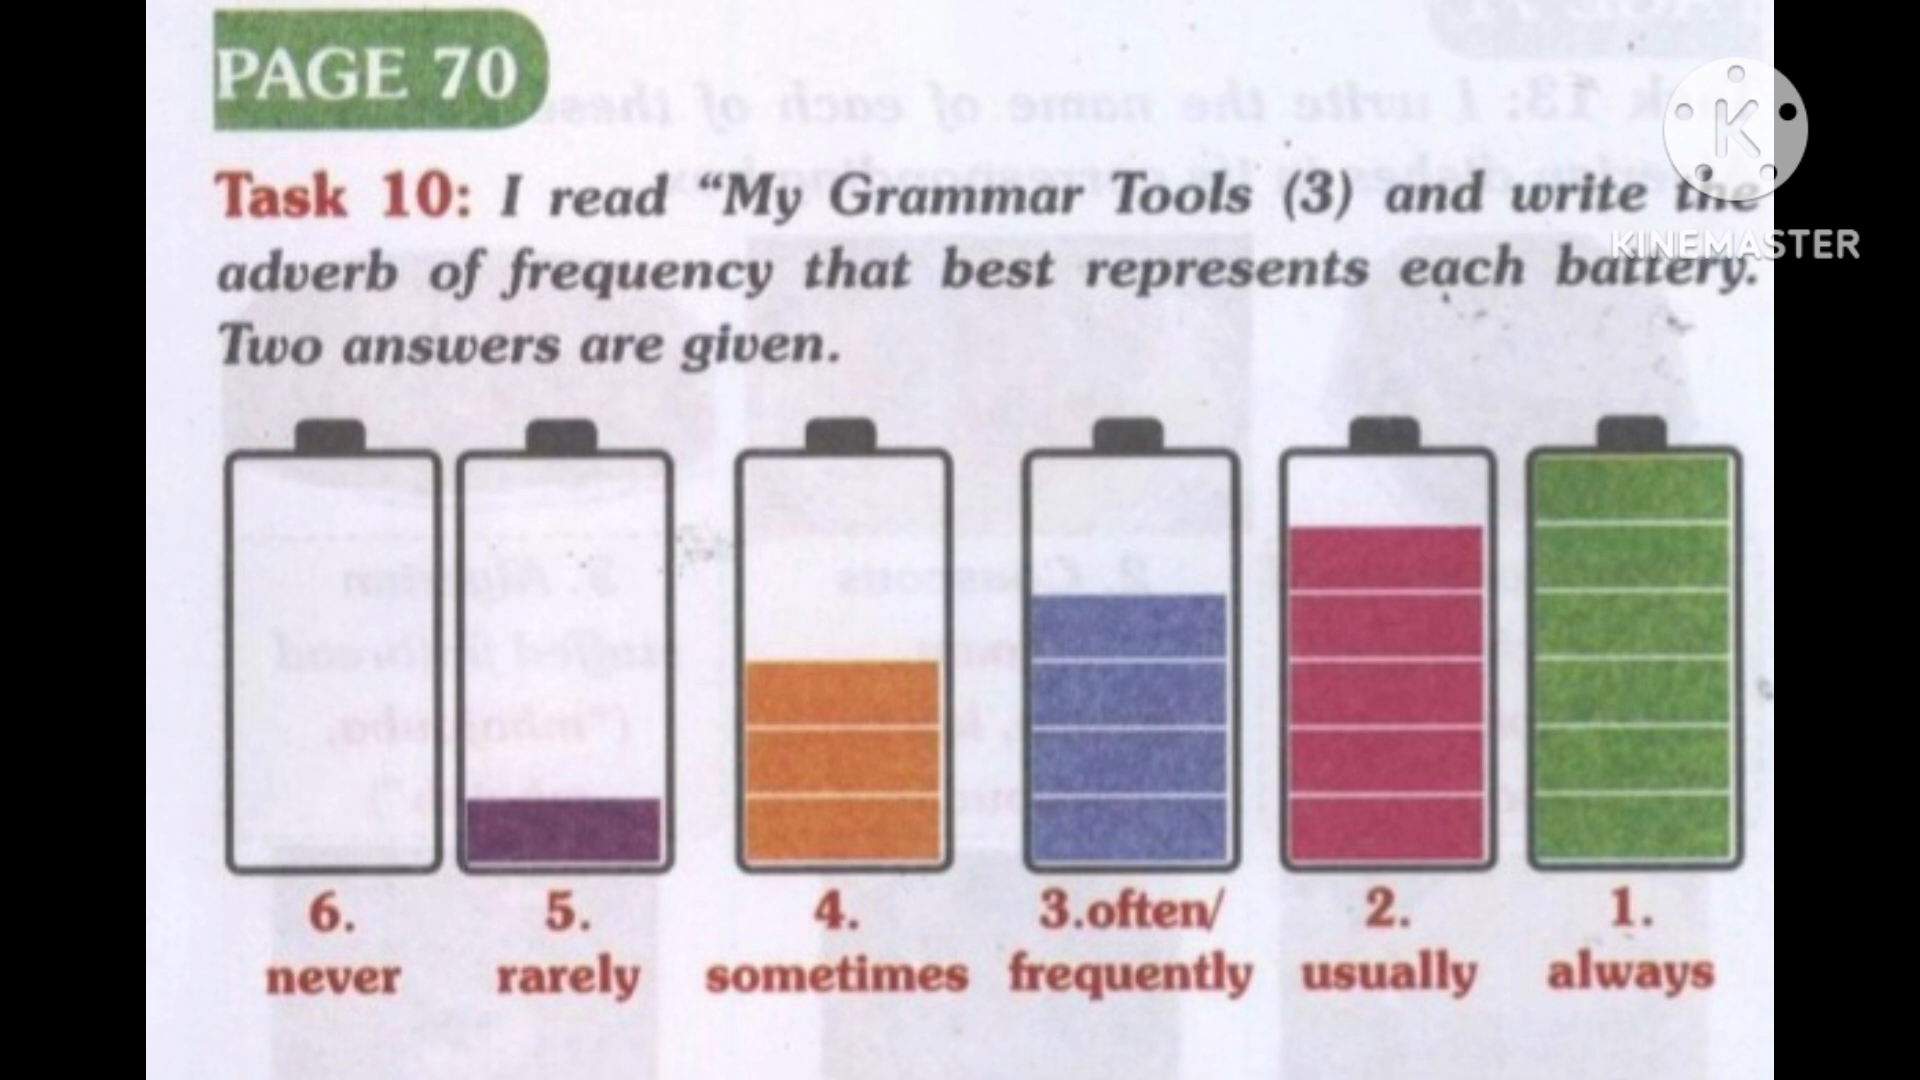 PAGE 70
Task 10: I read “My Grammar Tools (3) and write the
adverb of frequency that best represents each battery.
Two answers are given.
6.
never
5.
rarely
4.
sometimes
3.often/
frequently
2.
usually
1.
always
K
KINEMASTER